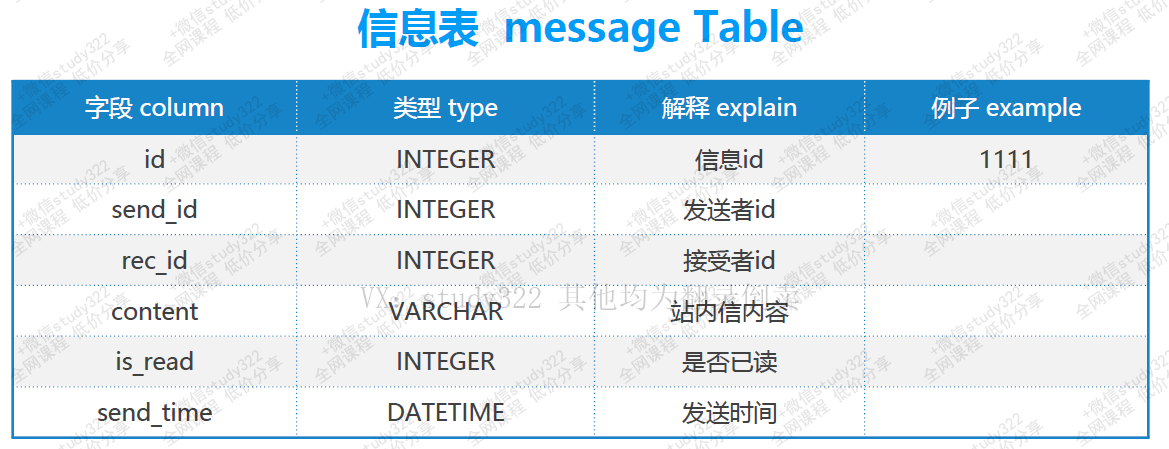 信息表 message Table
字段 column 类型 type 解释 explain 例子 example
id INTEGER 信息id 1111
send_id INTEGER 发送者id
rec_id INTEGER 接受者id
VX: study322 其他均为翻录倒卖
content VARCHAR 站内信内容
is_read INTEGER 是否已读
send_time DATETIME 发送时间
+微信study322
全网课程 低价分享